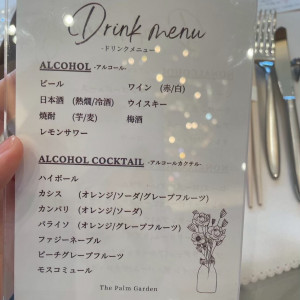 Drink menu
-ドリンクメニュー-
ALCOHOL -アルコール-
ビール ワイン (赤/白)
日本酒 (熱燗/冷酒) ウイスキー
焼酎 (芋/麦) 梅酒
レモンサワー
ALCOHOL COCKTAIL -アルコールカクテル-
ハイボール
カシス (オレンジ/ソーダ/グレープフルーツ)
カンパリ (オレンジ/ソーダ)
パライソ (オレンジ/グレープフルーツ)
ファジーネーブル
ピーチグレープフルーツ
モスコミュール
The Palm Garden